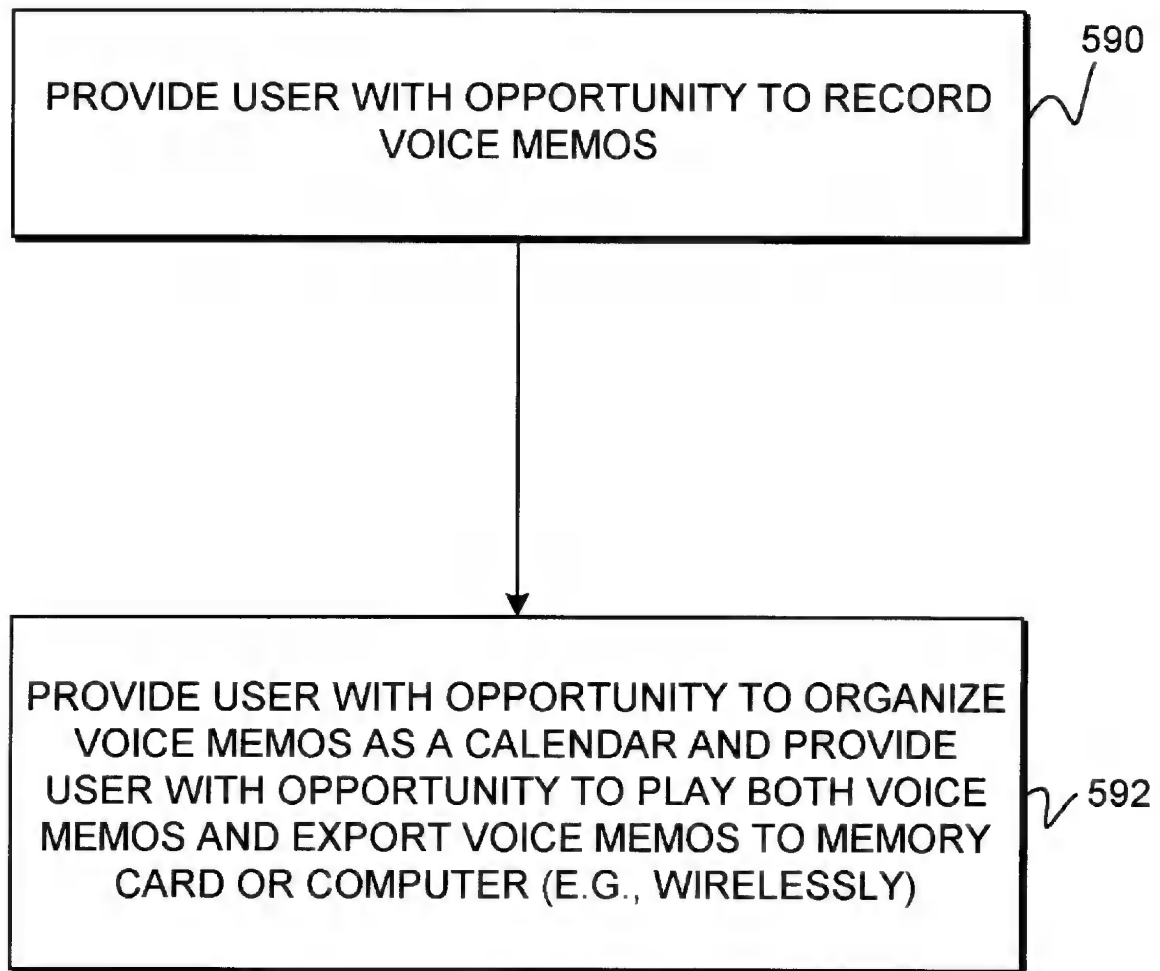 590
PROVIDE USER WITH OPPORTUNITY TO RECORD
VOICE MEMOS
PROVIDE USER WITH OPPORTUNITY TO ORGANIZE
VOICE MEMOS AS A CALENDAR AND PROVIDE
USER WITH OPPORTUNITY TO PLAY BOTH VOICE
MEMOS AND EXPORT VOICE MEMOS TO MEMORY
CARD OR COMPUTER (E.G., WIRELESSLY)
592